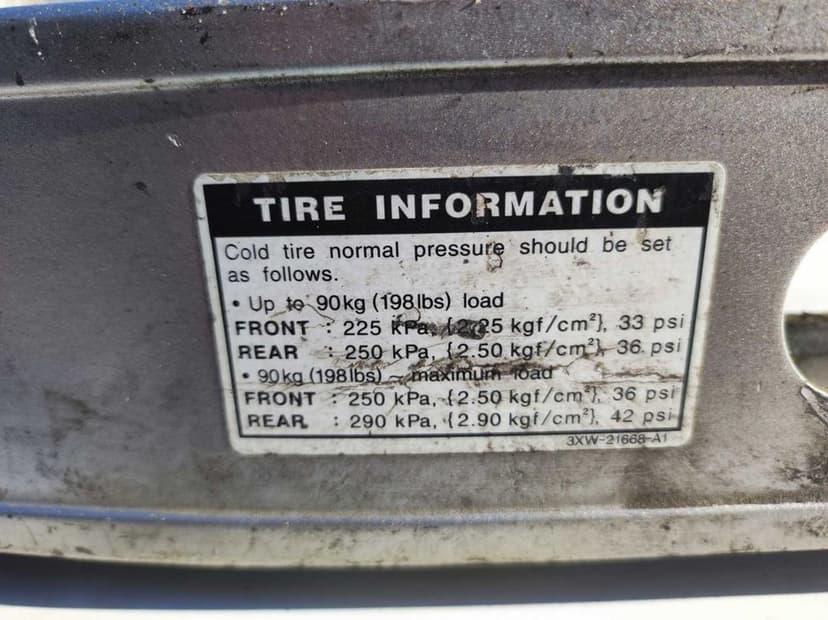 TIRE INFORMATION
Cold tire normal pressure should be set
as follows.
• Up to 90kg (198lbs) load
FRONT : 225 kPa, {2.25 kgf/cm²}, 33 psi
REAR : 250 kPa, {2.50 kgf/cm²}, 36 psi
• 90kg (198lbs) ~ maximum load
FRONT : 250 kPa, {2.50 kgf/cm²}, 36 psi
REAR : 290 kPa, {2.90 kgf/cm²}, 42 psi
3XW-21668-A1